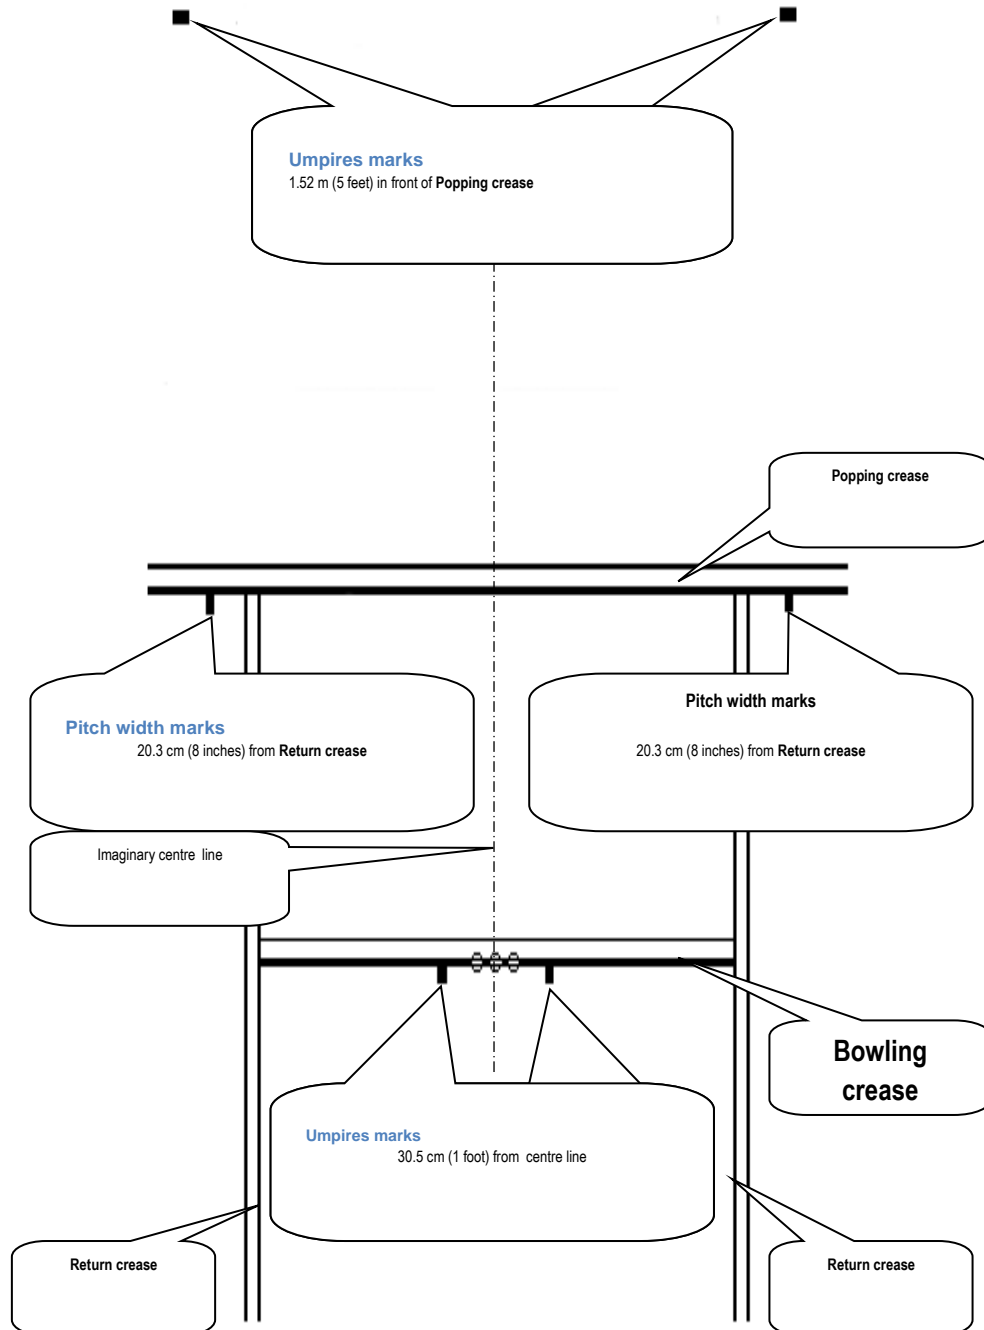 Umpires marks
1.52 m (5 feet) in front of Popping crease
Popping crease
Pitch width marks
20.3 cm (8 inches) from Return crease
Pitch width marks
20.3 cm (8 inches) from Return crease
Imaginary centre line
Bowling
crease
Umpires marks
30.5 cm (1 foot) from centre line
Return crease
Return crease